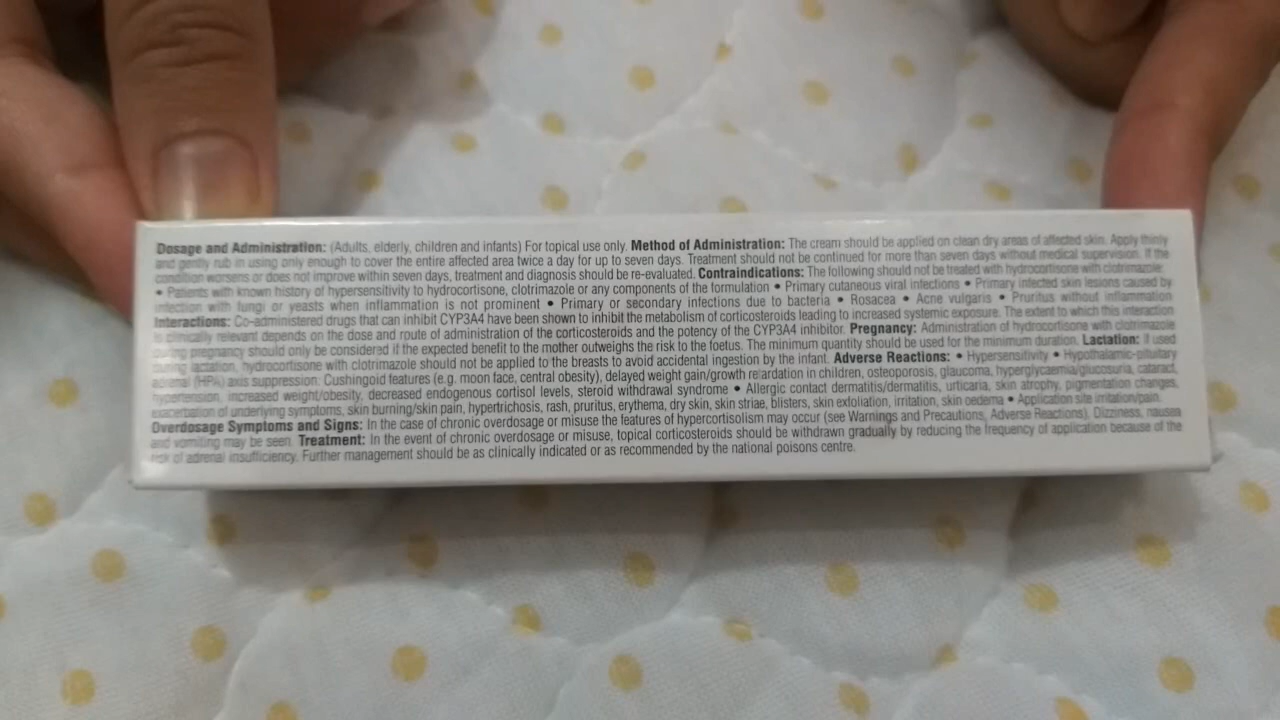 Dosage and Administration: (Adults, elderly, children and infants) For topical use only. Method of Administration: The cream should be applied on clean dry areas of affected skin. Apply thinly
and gently rub in using only enough to cover the entire affected area twice a day for up to seven days. Treatment should not be continued for more than seven days without medical supervision. If the
condition worsens or does not improve within seven days, treatment and diagnosis should be re-evaluated. Contraindications: The following should not be treated with hydrocortisone with clotrimazole:
• Patients with known history of hypersensitivity to hydrocortisone, clotrimazole or any components of the formulation • Primary cutaneous viral infections • Primary infected skin lesions caused by
infection with fungi or yeasts when inflammation is not prominent • Primary or secondary infections due to bacteria • Rosacea • Acne vulgaris • Pruritus without inflammation
Interactions: Co-administered drugs that can inhibit CYP3A4 have been shown to inhibit the metabolism of corticosteroids leading to increased systemic exposure. The extent to which this interaction
is clinically relevant depends on the dose and route of administration of the corticosteroids and the potency of the CYP3A4 inhibitor. Pregnancy: Administration of hydrocortisone with clotrimazole
during pregnancy should only be considered if the expected benefit to the mother outweighs the risk to the foetus. The minimum quantity should be used for the minimum duration. Lactation: If used
during lactation, hydrocortisone with clotrimazole should not be applied to the breasts to avoid accidental ingestion by the infant. Adverse Reactions: • Hypersensitivity • Hypothalamic-pituitary
adrenal (HPA) axis suppression: Cushingoid features (e.g. moon face, central obesity), delayed weight gain/growth retardation in children, osteoporosis, glaucoma, hyperglycaemia/glucosuria, cataract,
hypertension, increased weight/obesity, decreased endogenous cortisol levels, steroid withdrawal syndrome • Allergic contact dermatitis/dermatitis, urticaria, skin atrophy, pigmentation changes,
exacerbation of underlying symptoms, skin burning/skin pain, hypertrichosis, rash, pruritus, erythema, dry skin, skin striae, blisters, skin exfoliation, irritation, skin oedema • Application site irritation/pain.
Overdosage Symptoms and Signs: In the case of chronic overdosage or misuse the features of hypercortisolism may occur (see Warnings and Precautions, Adverse Reactions). Dizziness, nausea
and vomiting may be seen. Treatment: In the event of chronic overdosage or misuse, topical corticosteroids should be withdrawn gradually by reducing the frequency of application because of the
risk of adrenal insufficiency. Further management should be as clinically indicated or as recommended by the national poisons centre.